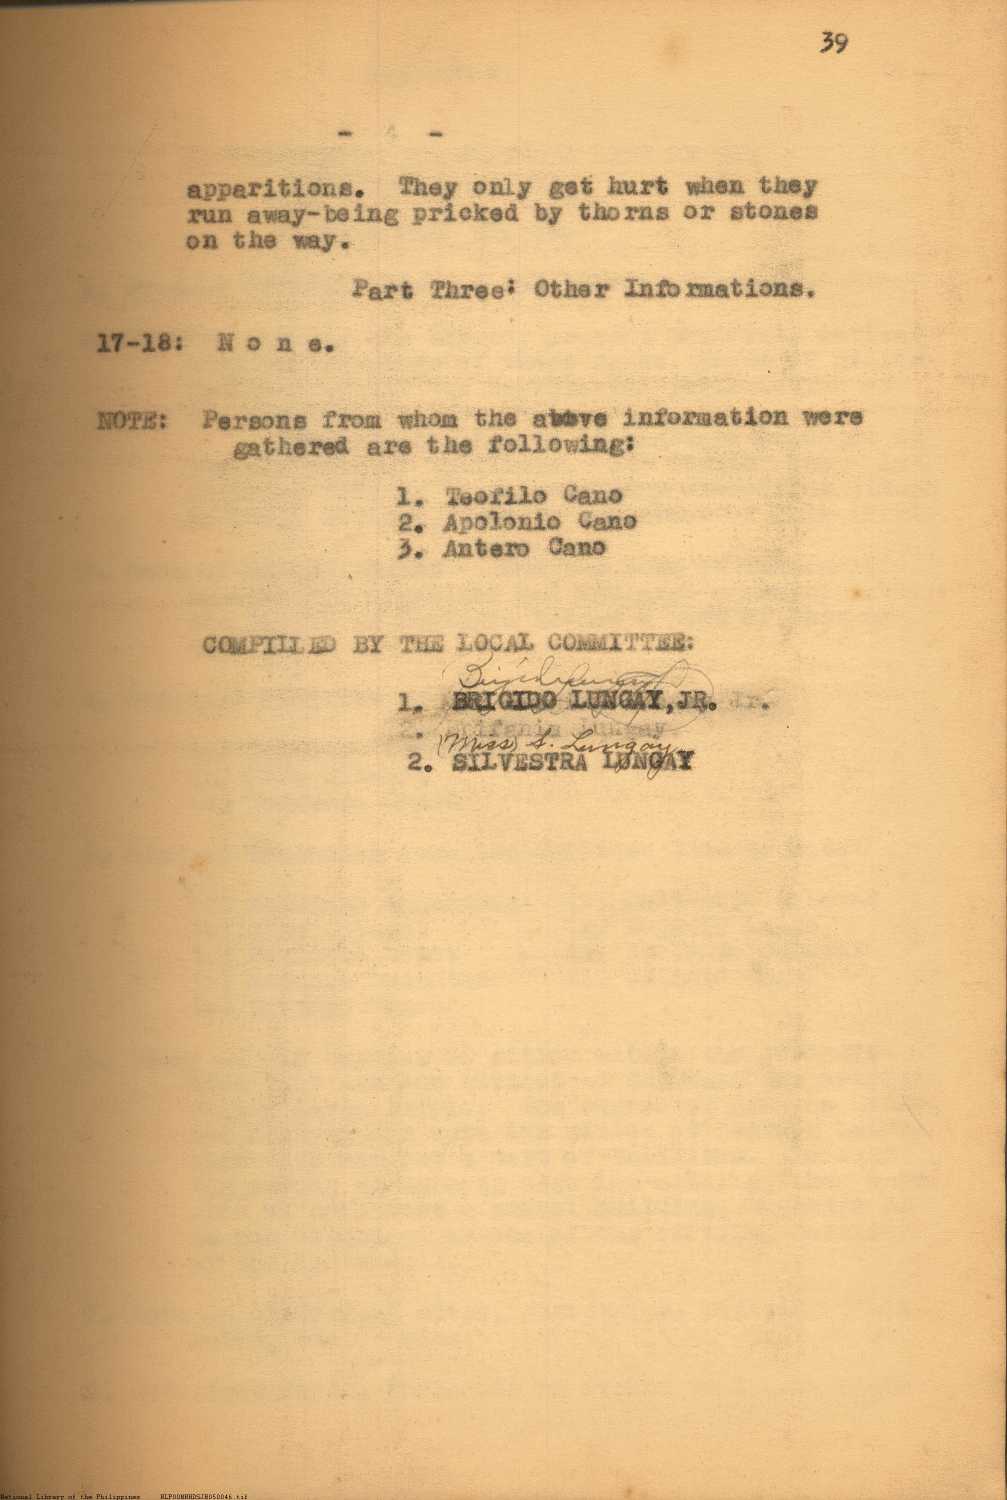 39
- 4 -
apparitions. They only get hurt when they
run away-being pricked by thorns or stones
on the way.
Part Three: Other Informations.
17-18: N o n e.
NOTE: Persons from whom the above information were
gathered are the following:
1. Teofilo Cano
2. Apolonio Cano
3. Antero Cano
COMPILLED BY THE LOCAL COMMITTEE:
1. BRIGIDO LUNGAY, JR.
(Miss) S. Lungay
2. SILVESTRA LUNGAY
National Library of the Philippines